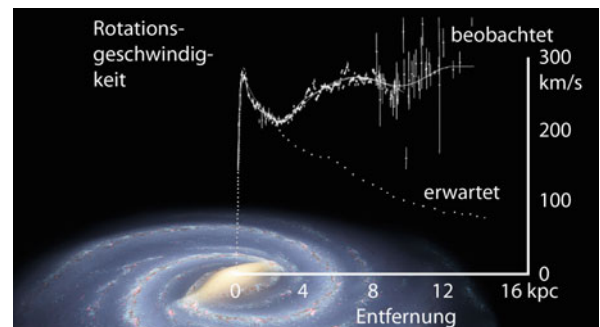 Rotations-
geschwindig-
keit
beobachtet
300
km/s
200
erwartet
100
0
0 4 8 12 16 kpc
Entfernung